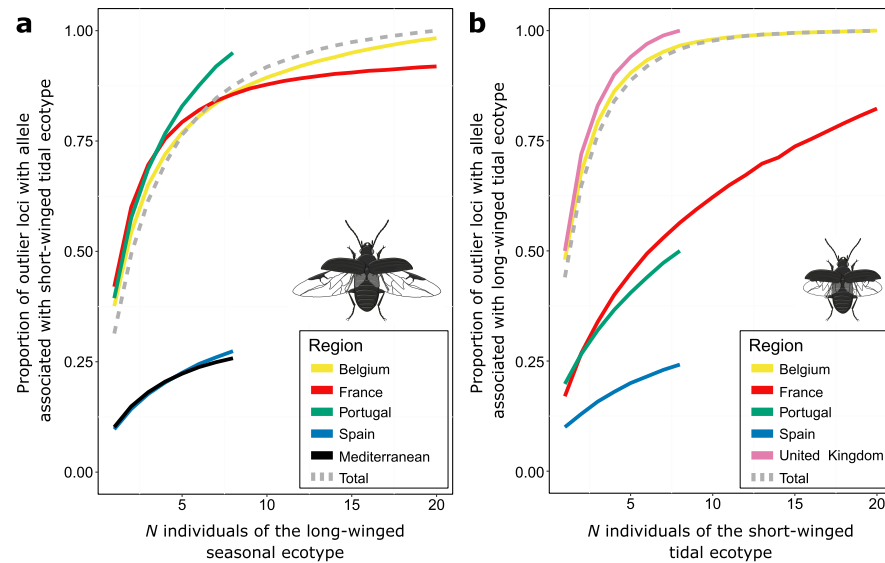 a
Proportion of outlier loci with allele
associated with short-winged tidal ecotype
1.00
0.75
0.50
0.25
0.00
5
10
15
20
N individuals of the long-winged
seasonal ecotype
Region
Belgium
France
Portugal
Spain
Mediterranean
Total
b
Proportion of outlier loci with allele
associated with long-winged tidal ecotype
1.00
0.75
0.50
0.25
0.00
5
10
15
20
N individuals of the short-winged
tidal ecotype
Region
Belgium
France
Portugal
Spain
United Kingdom
Total